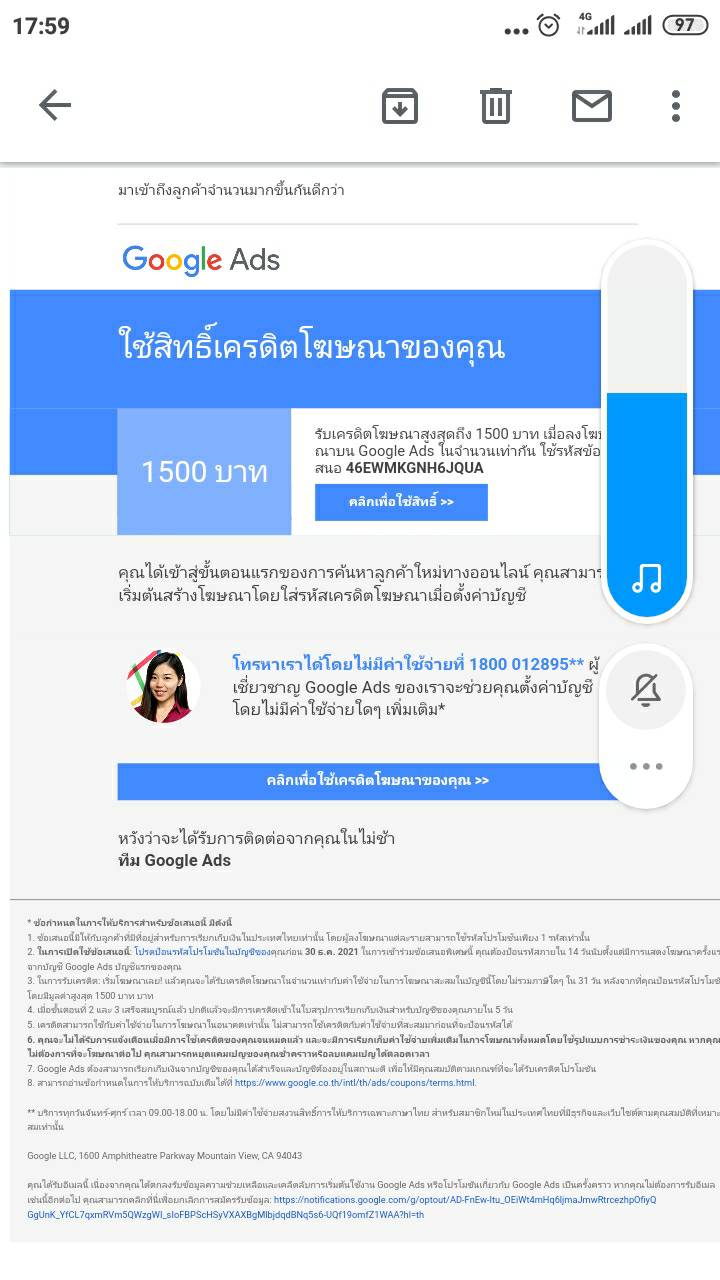 17:59
4G
97
มาเข้าถึงลูกค้าจำนวนมากขึ้นกันดีกว่า
Google Ads
ใช้สิทธิ์เครดิตโฆษณาของคุณ
1500 บาท
รับเครดิตโฆษณาสูงสุดถึง 1500 บาท เมื่อลงโฆษ
ณาบน Google Ads ในจำนวนเท่ากัน ใช้รหัสข้อ
สนอ 46EWMKGNH6JQUA
คลิกเพื่อใช้สิทธิ์ >>
คุณได้เข้าสู่ขั้นตอนแรกของการค้นหาลูกค้าใหม่ทางออนไลน์ คุณสามาร
เริ่มต้นสร้างโฆษณาโดยใส่รหัสเครดิตโฆษณาเมื่อตั้งค่าบัญชี
โทรหาเราได้โดยไม่มีค่าใช้จ่ายที่ 1800 012895** ผู้
เชี่ยวชาญ Google Ads ของเราจะช่วยคุณตั้งค่าบัญชี
โดยไม่มีค่าใช้จ่ายใดๆ เพิ่มเติม*
คลิกเพื่อใช้เครดิตโฆษณาของคุณ >>
หวังว่าจะได้รับการติดต่อจากคุณในไม่ช้า
ทีม Google Ads
* ข้อกำหนดในการให้บริการสำหรับข้อเสนอนี้ มีดังนี้
1. ข้อเสนอนี้มีให้กับลูกค้าที่มีที่อยู่สำหรับการเรียกเก็บเงินในประเทศไทยเท่านั้น โดยผู้ลงโฆษณาแต่ละรายสามารถใช้รหัสโปรโมชันเพียง 1 รหัสเท่านั้น
2. ในการเปิดใช้ข้อเสนอนี้: โปรดป้อนรหัสโปรโมชันในบัญชีของคุณก่อน 30 ธ.ค. 2021 ในการเข้าร่วมข้อเสนอพิเศษนี้ คุณต้องป้อนรหัสภายใน 14 วันนับตั้งแต่มีการแสดงโฆษณาครั้งแร
จากบัญชี Google Ads บัญชีแรกของคุณ
3. ในการรับเครดิต: เริ่มโฆษณาเลย! แล้วคุณจะได้รับเครดิตโฆษณาในจำนวนเท่ากับค่าใช้จ่ายในการโฆษณาสะสมในบัญชีนี้โดยไม่รวมภาษีใดๆ ใน 31 วัน หลังจากที่คุณป้อนรหัสโปรโมชั
โดยมีมูลค่าสูงสุด 1500 บาท บาท
4. เมื่อขั้นตอนที่ 2 และ 3 เสร็จสมบูรณ์แล้ว ปกติแล้วจะมีการเครดิตเข้าในใบสรุปการเรียกเก็บเงินสำหรับบัญชีของคุณภายใน 5 วัน
5. เครดิตสามารถใช้กับค่าใช้จ่ายในการโฆษณาในอนาคตเท่านั้น ไม่สามารถใช้เครดิตกับค่าใช้จ่ายที่สะสมมาก่อนที่จะป้อนรหัสได้
6. คุณจะไม่ได้รับการแจ้งเตือนเมื่อมีการใช้เครดิตของคุณจนหมดแล้ว และจะมีการเรียกเก็บค่าใช้จ่ายเพิ่มเติมในการโฆษณาทั้งหมดโดยใช้รูปแบบการชำระเงินของคุณ หากคุณ
ไม่ต้องการที่จะโฆษณาต่อไป คุณสามารถหยุดแคมเปญของคุณชั่วคราวหรือลบแคมเปญได้ตลอดเวลา
7. Google Ads ต้องสามารถเรียกเก็บเงินจากบัญชีของคุณได้สำเร็จและบัญชีต้องอยู่ในสถานะดี เพื่อให้มีคุณสมบัติตามเกณฑ์ที่จะได้รับเครดิตโปรโมชัน
8. สามารถอ่านข้อกำหนดในการให้บริการฉบับเต็มได้ที่ https://www.google.co.th/intl/th/ads/coupons/terms.html.
** บริการทุกวันจันทร์-ศุกร์ เวลา 09.00-18.00 น. โดยไม่มีค่าใช้จ่ายสงวนสิทธิ์การให้บริการเฉพาะภาษาไทย สำหรับสมาชิกใหม่ในประเทศไทยที่มีธุรกิจและเว็บไซต์ตามคุณสมบัติที่เหมาะ
สมเท่านั้น
Google LLC, 1600 Amphitheatre Parkway Mountain View, CA 94043
คุณได้รับอีเมลนี้ เนื่องจากคุณได้ตกลงรับข้อมูลความช่วยเหลือและเคล็ดลับการเริ่มต้นใช้งาน Google Ads หรือโปรโมชันเกี่ยวกับ Google Ads เป็นครั้งคราว หากคุณไม่ต้องการรับอีเมล
เช่นนี้อีกต่อไป คุณสามารถคลิกที่นี่เพื่อยกเลิกการสมัครรับข้อมูล: https://notifications.google.com/g/optout/AD-FnEw-Itu_OEiWt4mHq6ljmaJmwRtrcezhpOfiyQ
GgUnK_YfCL7qxmRVm5QWzgWI_sloFBPScHSyVXAXBgMlbjdqdBNq5s6-UQf19omfZ1WAA?hl=th